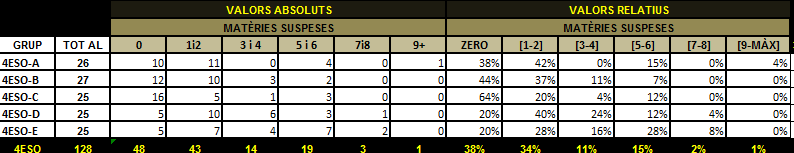 VALORS ABSOLUTS VALORS RELATIUS
MATÈRIES SUSPESES MATÈRIES SUSPESES
GRUP TOT AL 0 1i2 3 i 4 5 i 6 7i8 9+ ZERO [1-2] [3-4] [5-6] [7-8] [9-MÀX]
4ESO-A 26 10 11 0 4 0 1 38% 42% 0% 15% 0% 4%
4ESO-B 27 12 10 3 2 0 0 44% 37% 11% 7% 0% 0%
4ESO-C 25 16 5 1 3 0 0 64% 20% 4% 12% 0% 0%
4ESO-D 25 5 10 6 3 1 0 20% 40% 24% 12% 4% 0%
4ESO-E 25 5 7 4 7 2 0 20% 28% 16% 28% 8% 0%
4ESO 128 48 43 14 19 3 1 38% 34% 11% 15% 2% 1%